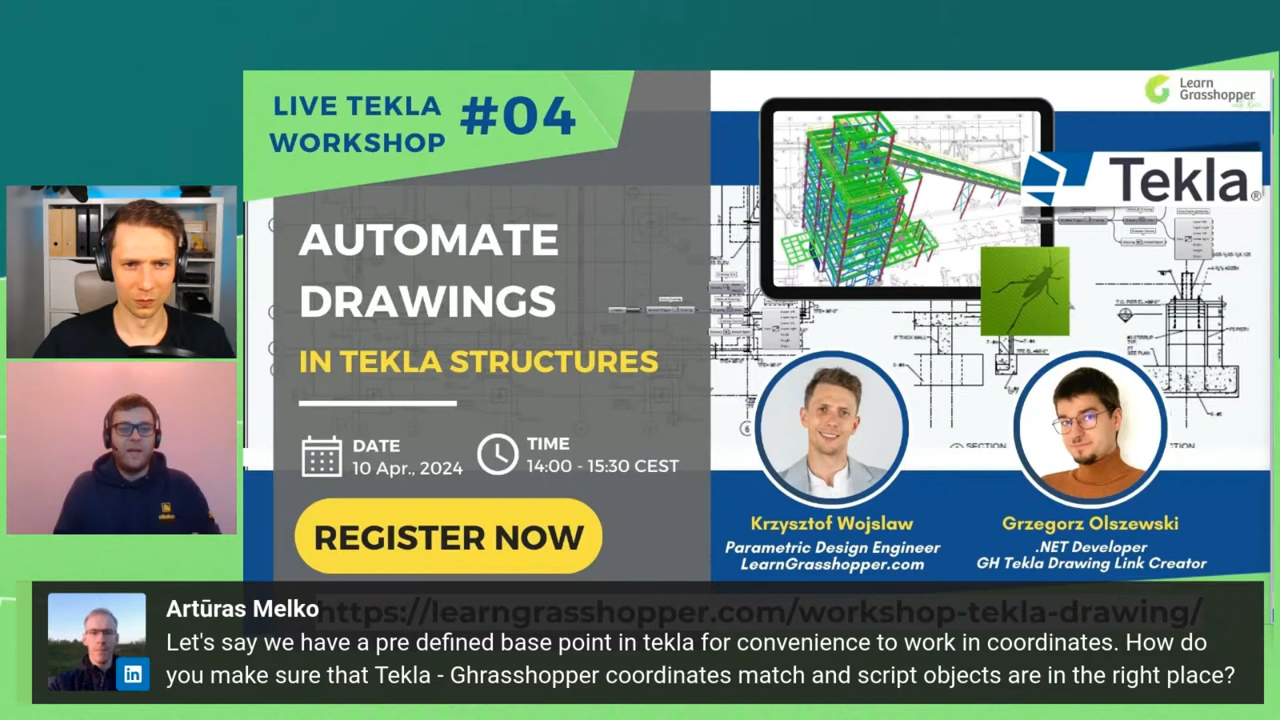 LIVE TEKLA
WORKSHOP
#04
Learn
Grasshopper
Tekla®
AUTOMATE
DRAWINGS
IN TEKLA STRUCTURES
DATE
10 Apr., 2024
TIME
14:00 - 15:30 CEST
REGISTER NOW
Krzysztof Wojslaw
Parametric Design Engineer
LearnGrasshopper.com
Grzegorz Olszewski
.NET Developer
GH Tekla Drawing Link Creator
https://learngrasshopper.com/workshop-tekla-drawing/
Artūras Melko
Let's say we have a pre defined base point in tekla for convenience to work in coordinates. How do
you make sure that Tekla - Ghrasshopper coordinates match and script objects are in the right place?
in